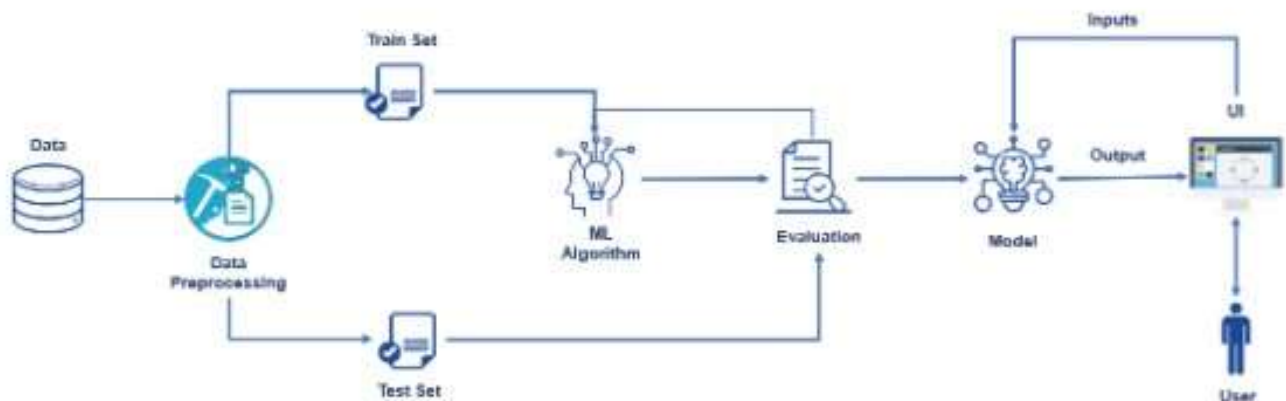 Inputs
Train Set
UI
Data
Output
ML
Algorithm
Evaluation
Model
Data
Preprocessing
Test Set
User